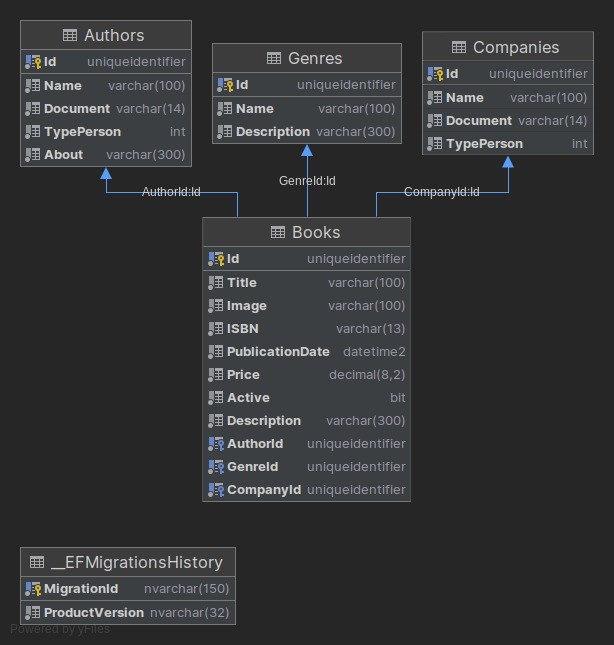 Authors
Id uniqueidentifier
Name varchar(100)
Document varchar(14)
TypePerson int
About varchar(300)
Genres
Id uniqueidentifier
Name varchar(100)
Description varchar(300)
Companies
Id uniqueidentifier
Name varchar(100)
Document varchar(14)
TypePerson int
AuthorId:Id
GenreId:Id
CompanyId:Id
Books
Id uniqueidentifier
Title varchar(100)
Image varchar(100)
ISBN varchar(13)
PublicationDate datetime2
Price decimal(8,2)
Active bit
Description varchar(300)
AuthorId uniqueidentifier
GenreId uniqueidentifier
CompanyId uniqueidentifier
__EFMigrationsHistory
MigrationId nvarchar(150)
ProductVersion nvarchar(32)
Powered by yFiles